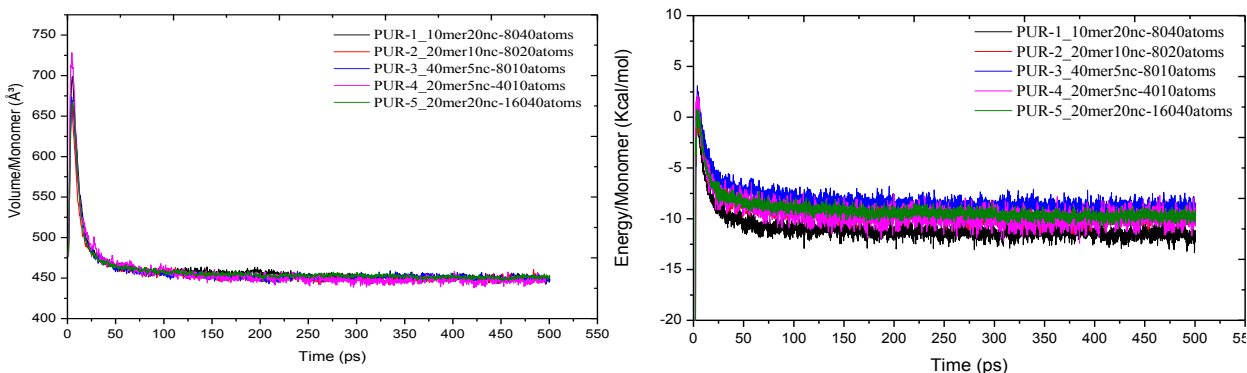 750
700
650
600
550
500
450
400
Volume/Monomer (Å³)
PUR-1_10mer20nc-8040atoms
PUR-2_20mer10nc-8020atoms
PUR-3_40mer5nc-8010atoms
PUR-4_20mer5nc-4010atoms
PUR-5_20mer20nc-16040atoms
0 50 100 150 200 250 300 350 400 450 500 550
Time (ps)
10
5
0
-5
-10
-15
-20
Energy/Monomer (Kcal/mol)
PUR-1_10mer20nc-8040atoms
PUR-2_20mer10nc-8020atoms
PUR-3_40mer5nc-8010atoms
PUR-4_20mer5nc-4010atoms
PUR-5_20mer20nc-16040atoms
0 50 100 150 200 250 300 350 400 450 500 550
Time (ps)